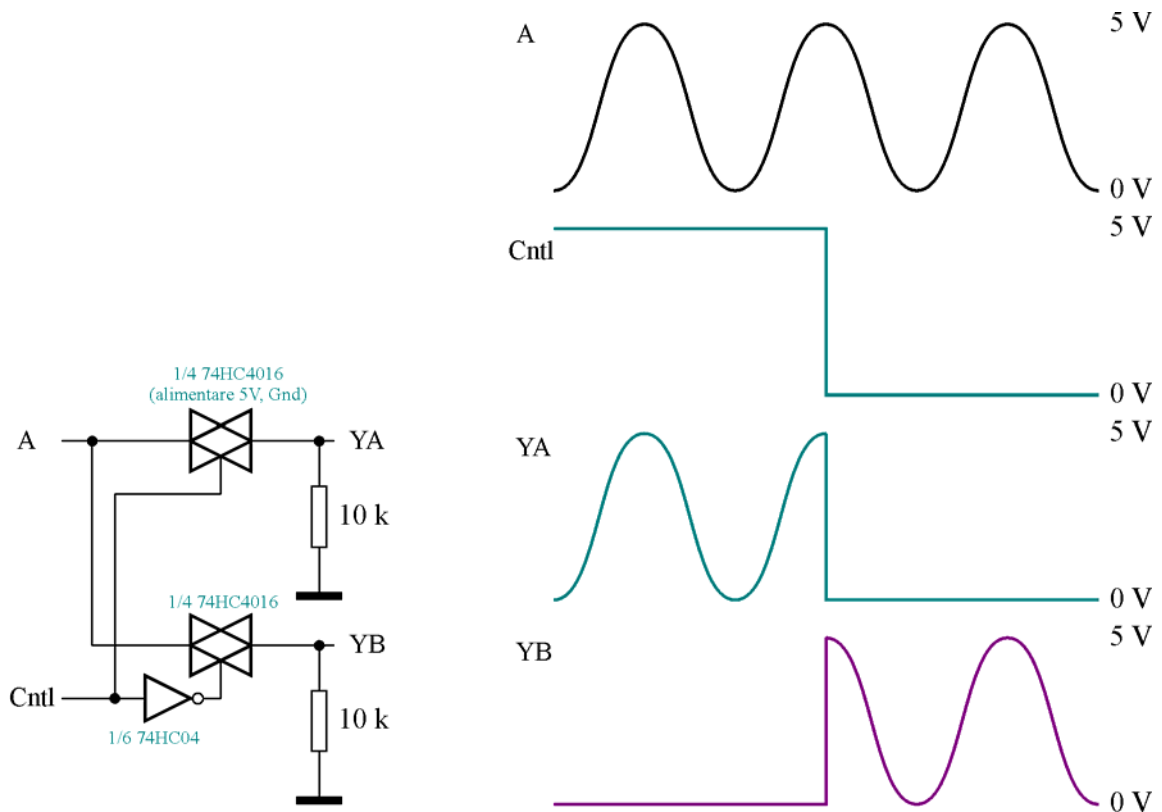 A
5 V
0 V
Cntl
5 V
0 V
YA
5 V
0 V
YB
5 V
0 V
1/4 74HC4016
(alimentare 5V, Gnd)
A
YA
10 k
1/4 74HC4016
YB
Cntl
10 k
1/6 74HC04